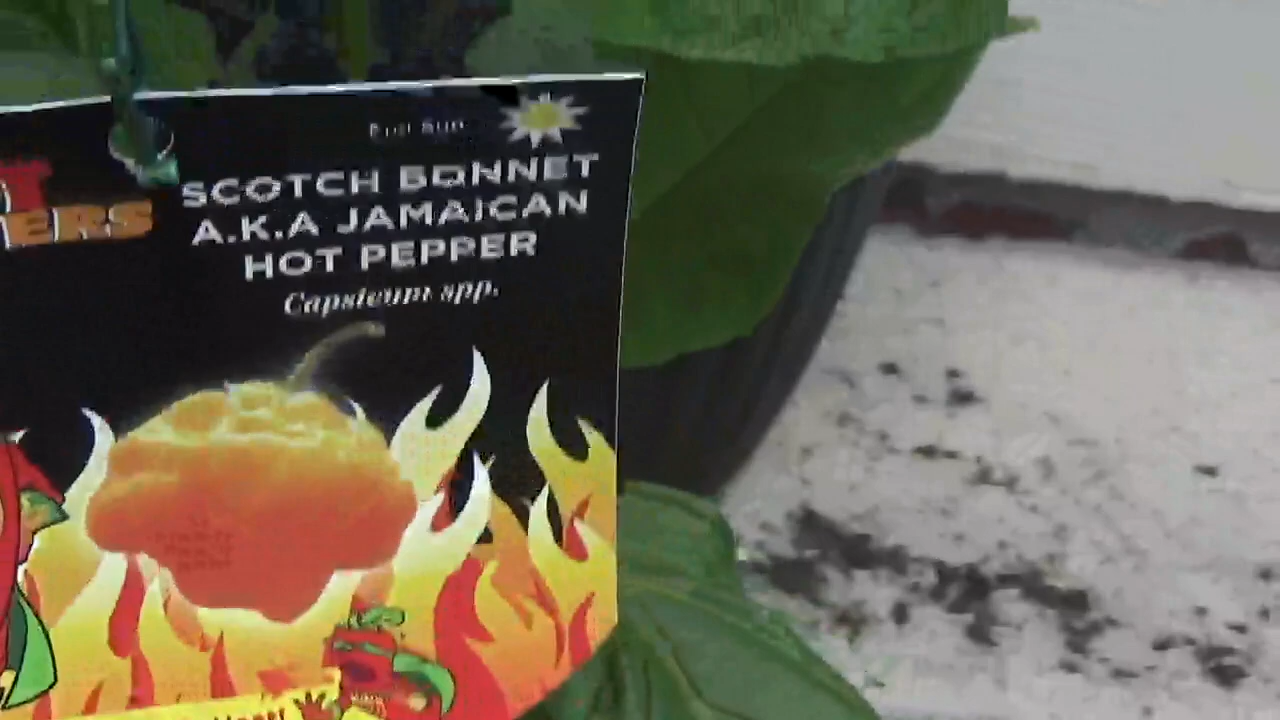 Full Sun
SCOTCH BONNET
A.K.A JAMAICAN
HOT PEPPER
Capsicum spp.